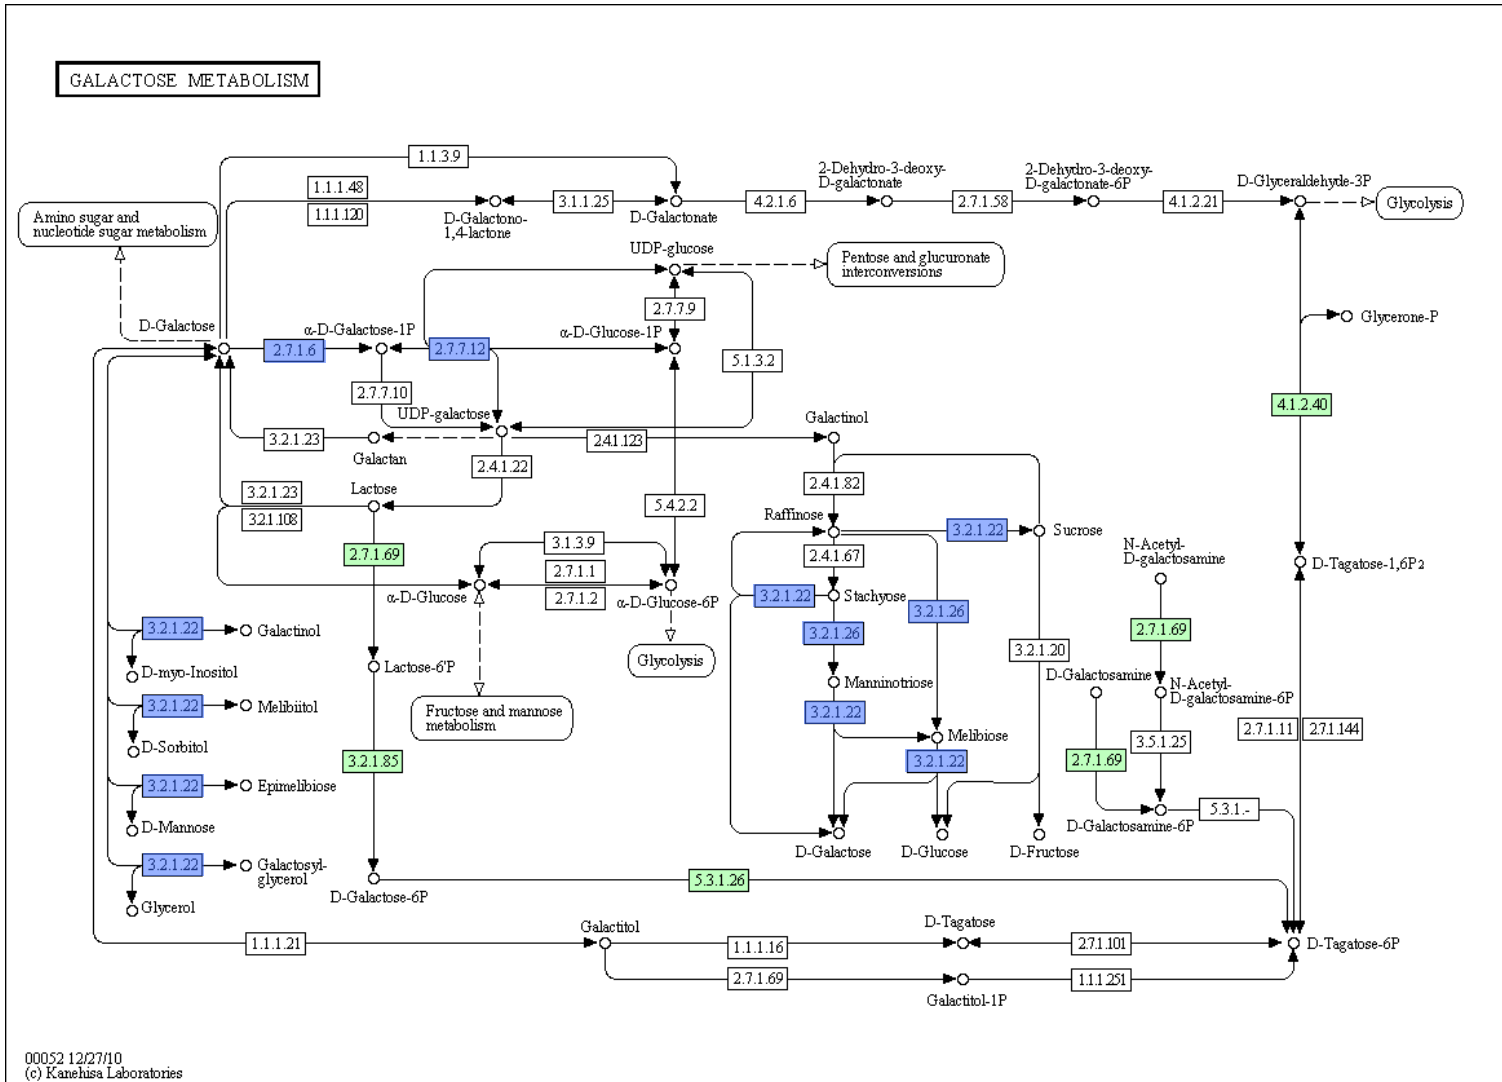 GALACTOSE METABOLISM
1.1.3.9
1.1.1.48
1.1.1.120
D-Galactono-
1,4-lactone
3.1.1.25
D-Galactonate
4.2.1.6
2-Dehydro-3-deoxy-
D-galactonate
2.7.1.58
2-Dehydro-3-deoxy-
D-galactonate-6P
4.1.2.21
D-Glyceraldehyde-3P
Glycolysis
Amino sugar and
nucleotide sugar metabolism
UDP-glucose
Pentose and glucuronate
interconversions
2.7.7.9
D-Galactose
2.7.1.6
α-D-Galactose-1P
2.7.7.12
α-D-Glucose-1P
5.1.3.2
Glycerone-P
2.7.7.10
UDP-galactose
4.1.2.40
3.2.1.23
Galactan
2.4.1.123
Galactinol
2.4.1.22
2.4.1.82
Lactose
3.2.1.23
3.2.1.108
5.4.2.2
Raffinose
3.2.1.22
Sucrose
2.7.1.69
3.1.3.9
2.4.1.67
2.7.1.1
2.7.1.2
α-D-Glucose
α-D-Glucose-6P
3.2.1.22
Stachyose
3.2.1.26
3.2.1.26
N-Acetyl-
D-galactosamine
D-Tagatose-1,6P2
3.2.1.22
Galactinol
D-myo-Inositol
Lactose-6'P
Glycolysis
2.7.1.69
3.2.1.20
Manninotriose
D-Galactosamine
N-Acetyl-
D-galactosamine-6P
3.2.1.22
Melibiitol
D-Sorbitol
Fructose and mannose
metabolism
3.2.1.22
Melibiose
2.7.1.11
2.7.1.144
3.5.1.25
3.2.1.85
3.2.1.22
2.7.1.69
3.2.1.22
Epimelibiose
D-Mannose
5.3.1.-
D-Galactosamine-6P
D-Galactose
D-Glucose
D-Fructose
3.2.1.22
Galactosyl-
glycerol
Glycerol
D-Galactose-6P
5.3.1.26
1.1.1.21
Galactitol
1.1.1.16
D-Tagatose
2.7.1.101
D-Tagatose-6P
2.7.1.69
Galactitol-1P
1.1.1.251
00052 12/27/10
(c) Kanehisa Laboratories